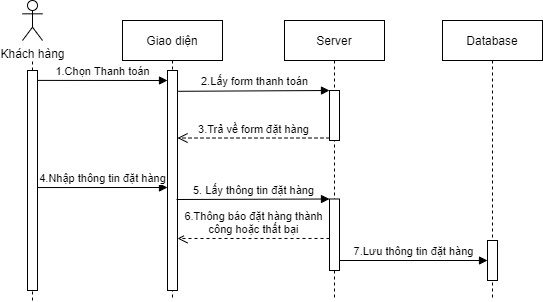 Khách hàng
Giao diện
Server
Database
1.Chọn Thanh toán
2.Lấy form thanh toán
3.Trả về form đặt hàng
4.Nhập thông tin đặt hàng
5. Lấy thông tin đặt hàng
6.Thông báo đặt hàng thành
công hoặc thất bại
7.Lưu thông tin đặt hàng